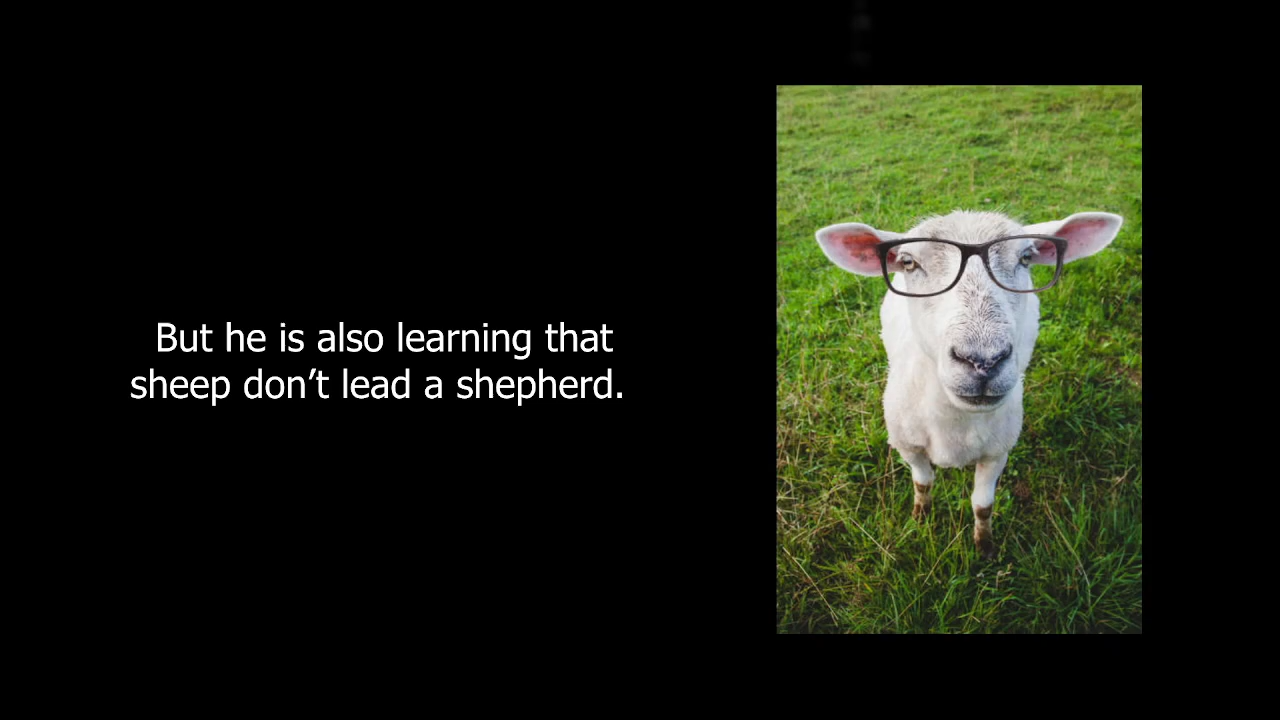 But he is also learning that
sheep don’t lead a shepherd.